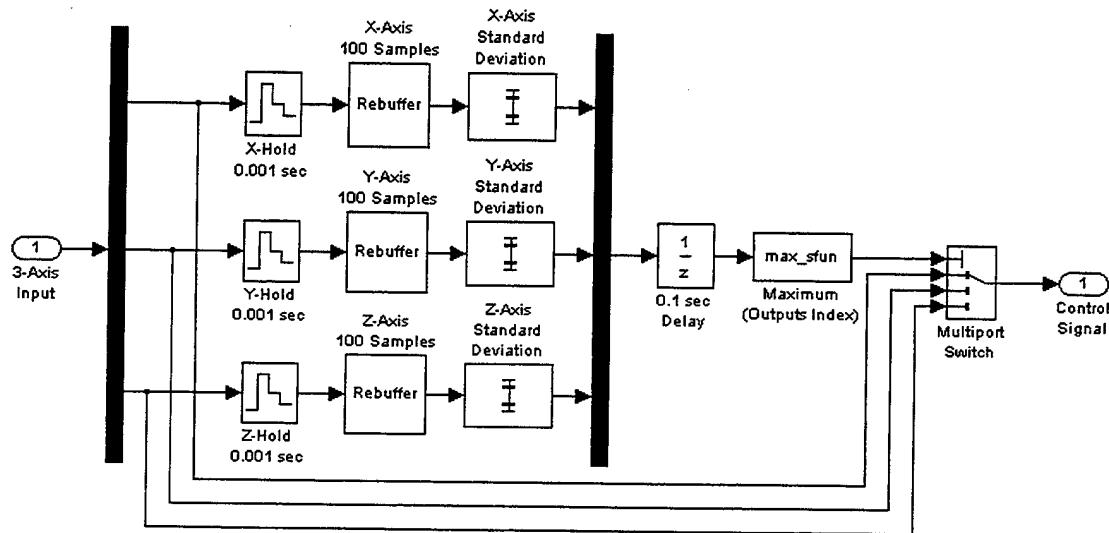 X-Axis
100 Samples
X-Axis
Standard
Deviation
Rebuffer
X-Hold
0.001 sec
Y-Axis
100 Samples
Y-Axis
Standard
Deviation
Rebuffer
Y-Hold
0.001 sec
1
3-Axis
Input
Z-Axis
100 Samples
Z-Axis
Standard
Deviation
Rebuffer
Z-Hold
0.001 sec
1
z
0.1 sec
Delay
max_sfun
Maximum
(Outputs Index)
Multiport
Switch
1
Control
Signal